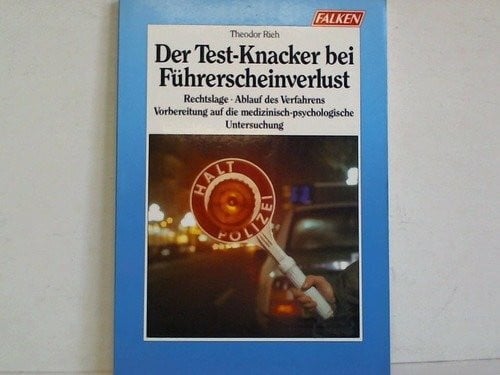 FALKEN
Theodor Rieh
Der Test-Knacker bei
Führerscheinverlust
Rechtslage · Ablauf des Verfahrens
Vorbereitung auf die medizinisch-psychologische
Untersuchung
HALT
POLIZEI